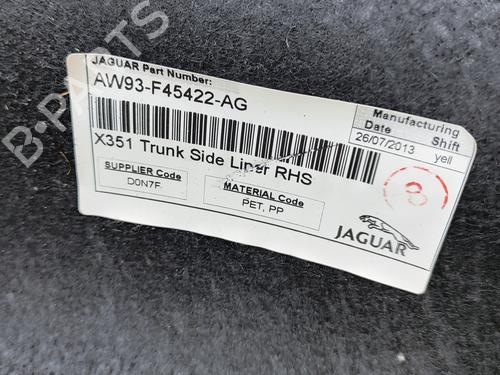 JAGUAR Part Number:
AW93-F45422-AG
Manufacturing
Date Shift
26/07/2013 yell
X351 Trunk Side Liner RHS
SUPPLIER Code
D0N7F
MATERIAL Code
PET, PP
8
JAGUAR
B-PARTS